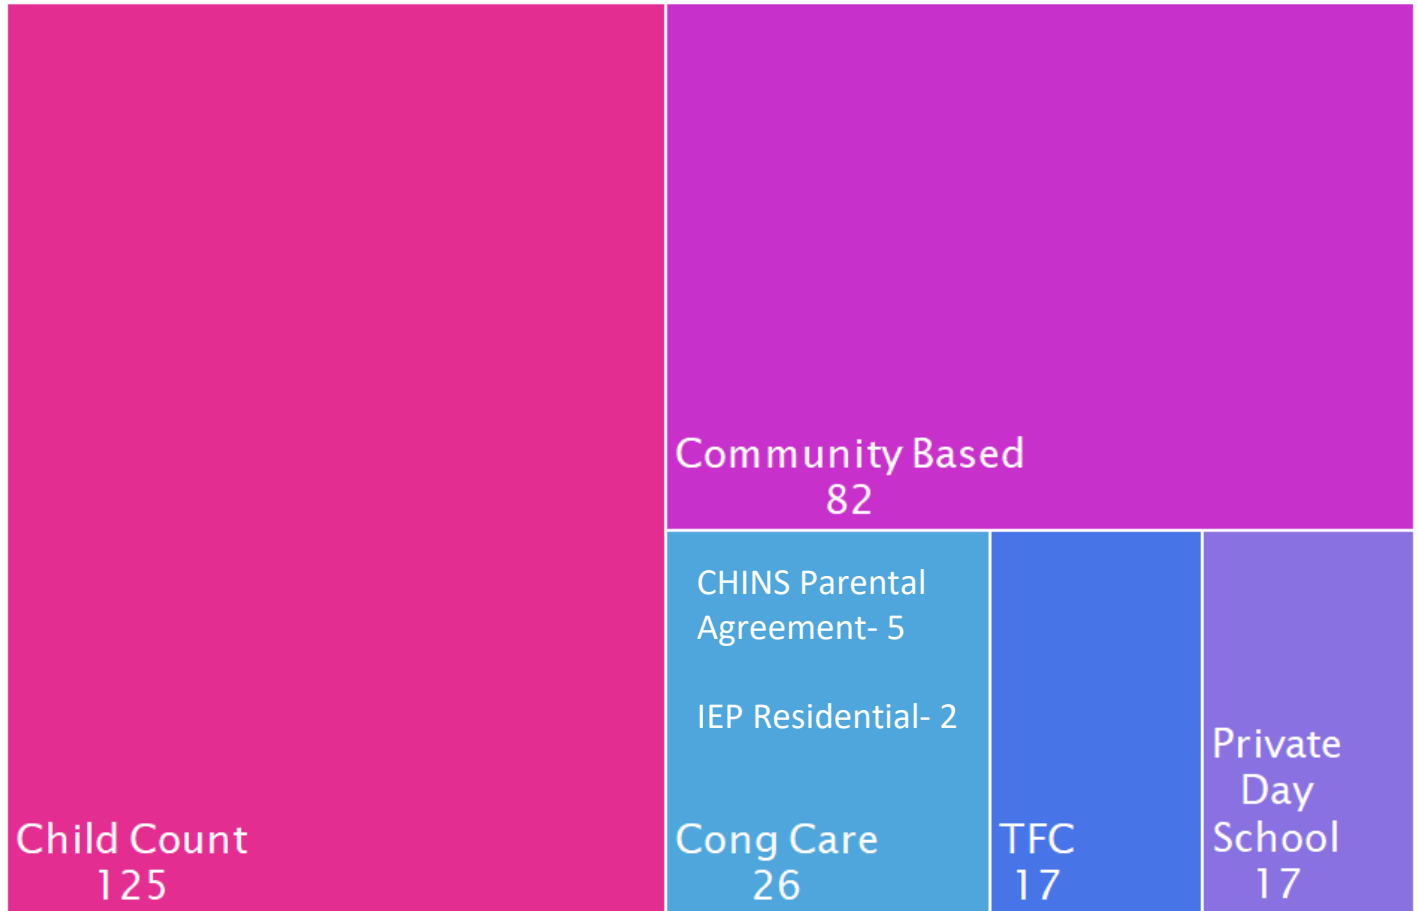 Child Count
125
Community Based
82
CHINS Parental
Agreement- 5
IEP Residential- 2
Cong Care
26
TFC
17
Private
Day
School
17